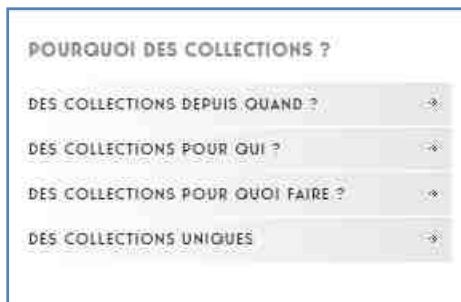 POURQUOI DES COLLECTIONS ?
DES COLLECTIONS DEPUIS QUAND ?
DES COLLECTIONS POUR QUI ?
DES COLLECTIONS POUR QUOI FAIRE ?
DES COLLECTIONS UNIQUES